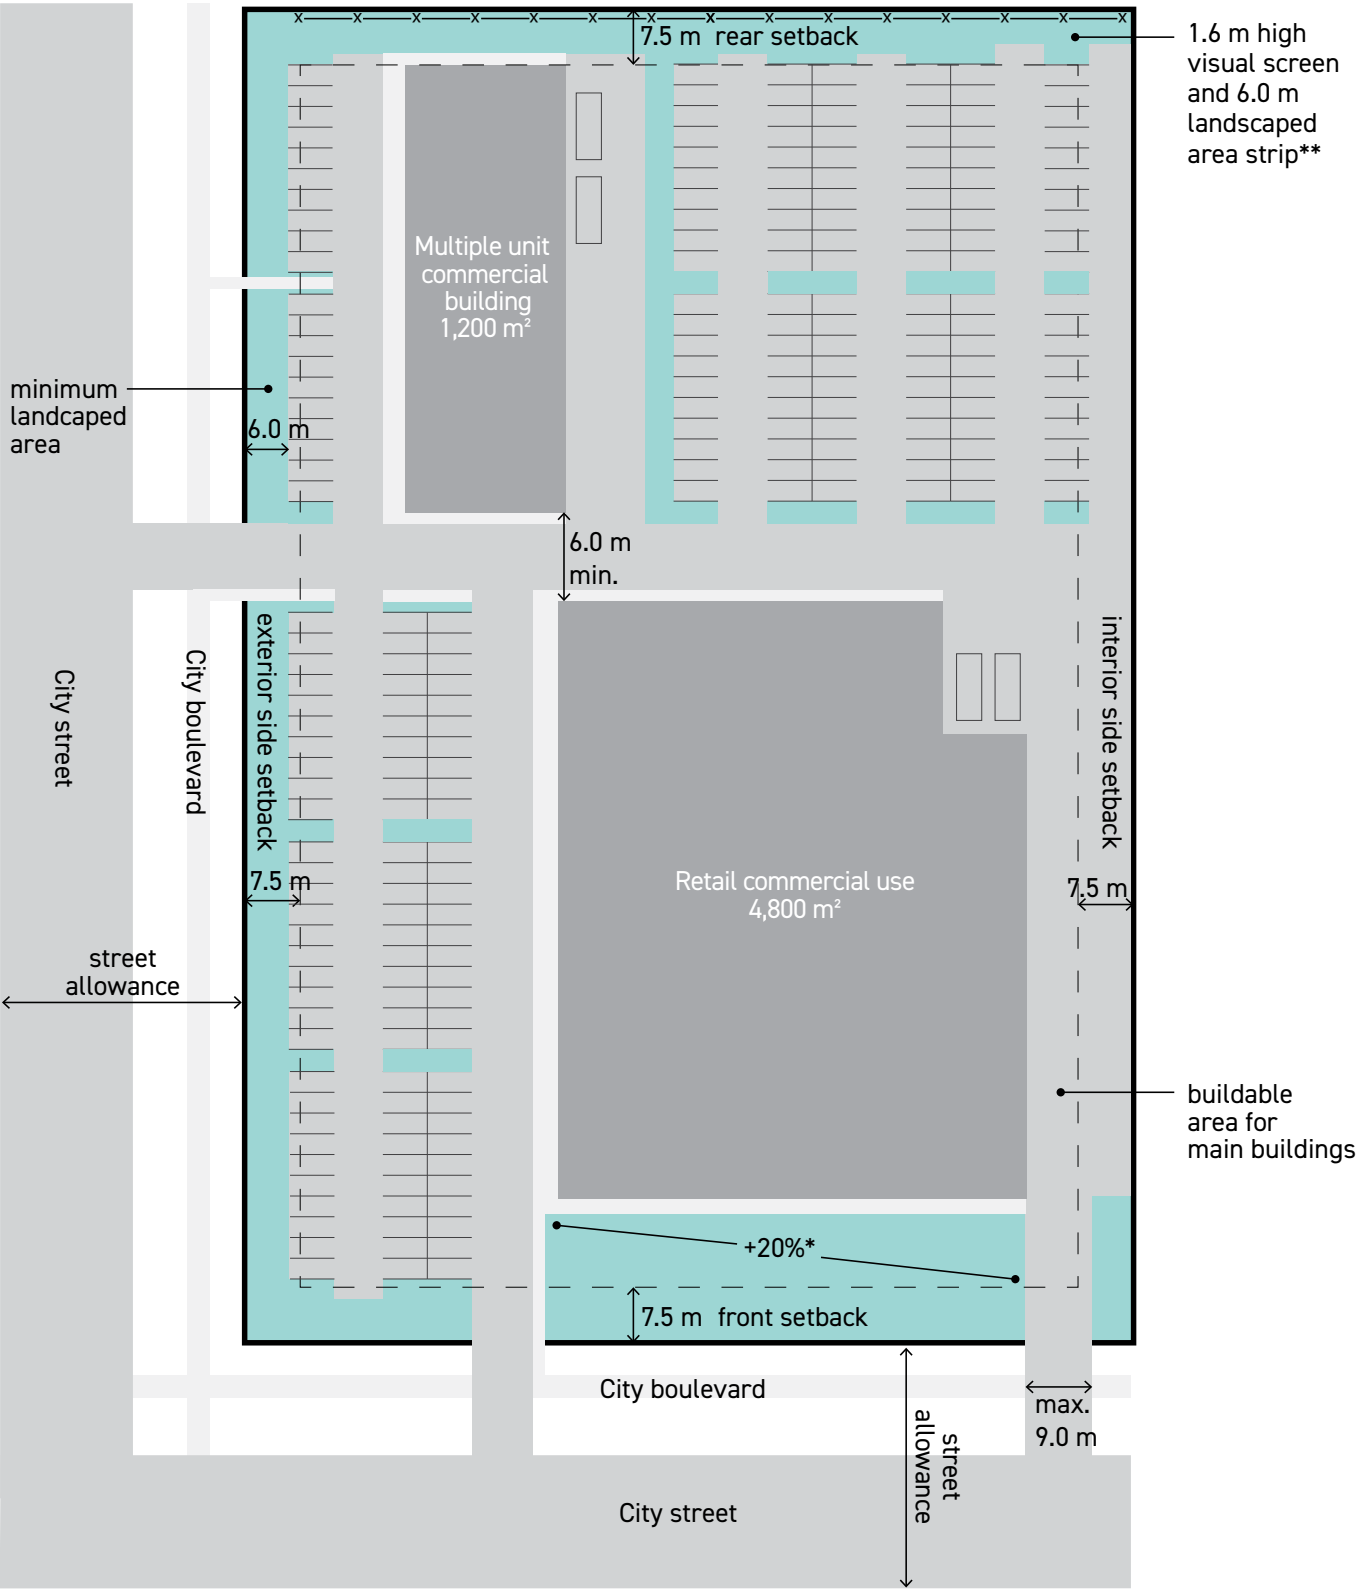 x x x x x x x x x x x x x x x
7.5 m rear setback
1.6 m high
visual screen
and 6.0 m
landscaped
area strip**
Multiple unit
commercial
building
1,200 m²
minimum
landcaped
area
6.0 m
6.0 m
min.
City street
City boulevard
exterior side setback
interior side setback
7.5 m
Retail commercial use
4,800 m²
7.5 m
street
allowance
buildable
area for
main buildings
+20%*
7.5 m front setback
City boulevard
max.
9.0 m
street
allowance
City street